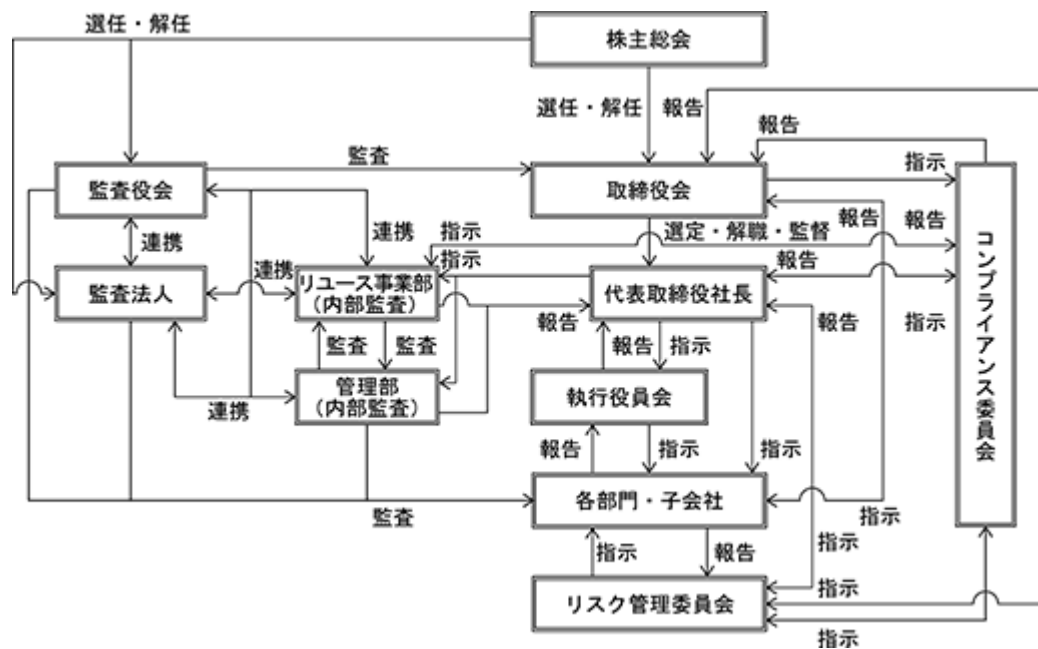 選任・解任
株主総会
選任・解任
報告
報告
監査
指示
監査役会
取締役会
連携
連携
指示
選定・解職・監督
報告
報告
連携
指示
報告
監査法人
リユース事業部
（内部監査）
代表取締役社長
コンプライアンス委員会
報告
報告
指示
監査
監査
報告
指示
連携
管理部
（内部監査）
執行役員会
報告
指示
指示
監査
各部門・子会社
指示
指示
報告
指示
リスク管理委員会
指示
指示